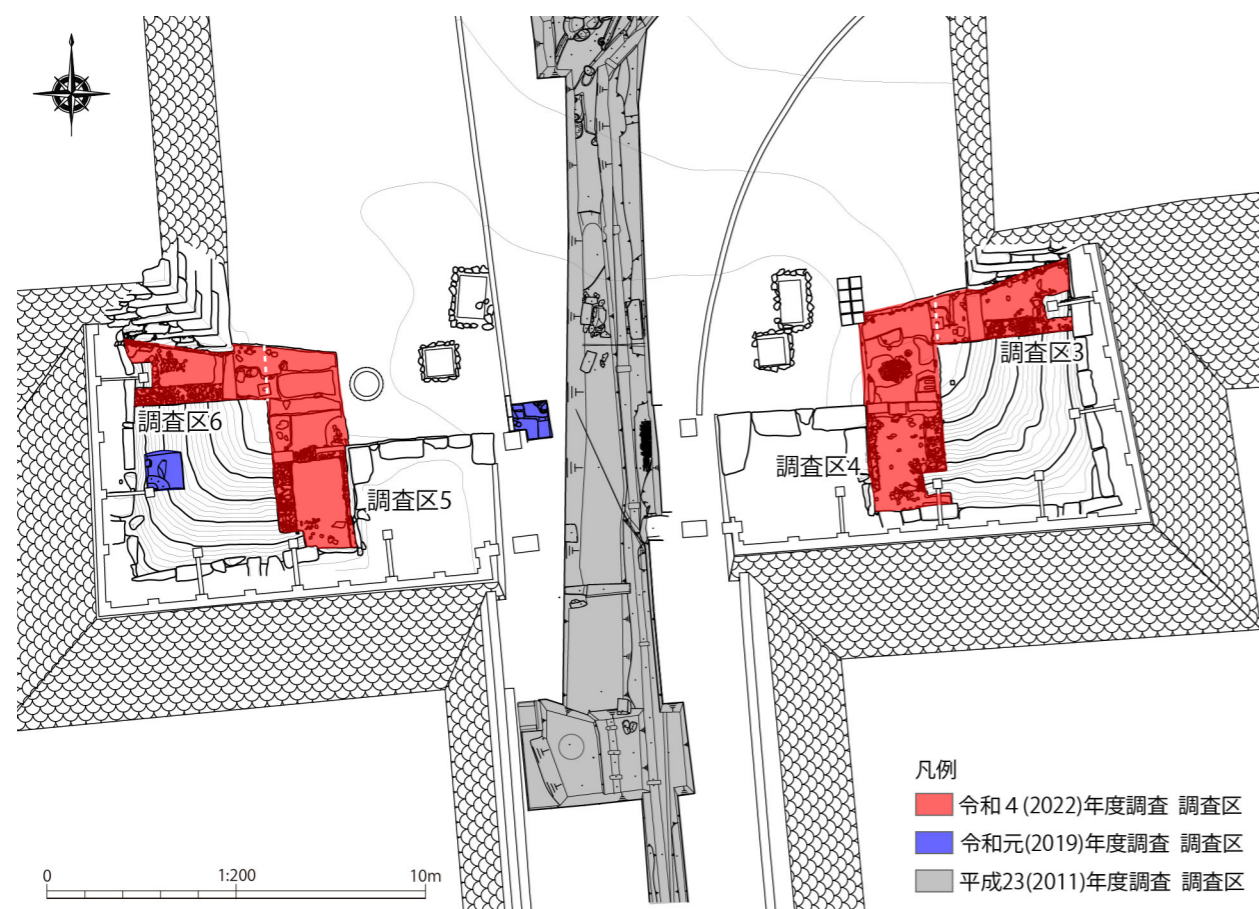 調査区3
調査区6
調査区4
調査区5
凡例
令和4(2022)年度調査 調査区
令和元(2019)年度調査 調査区
平成23(2011)年度調査 調査区
0 1:200 10m